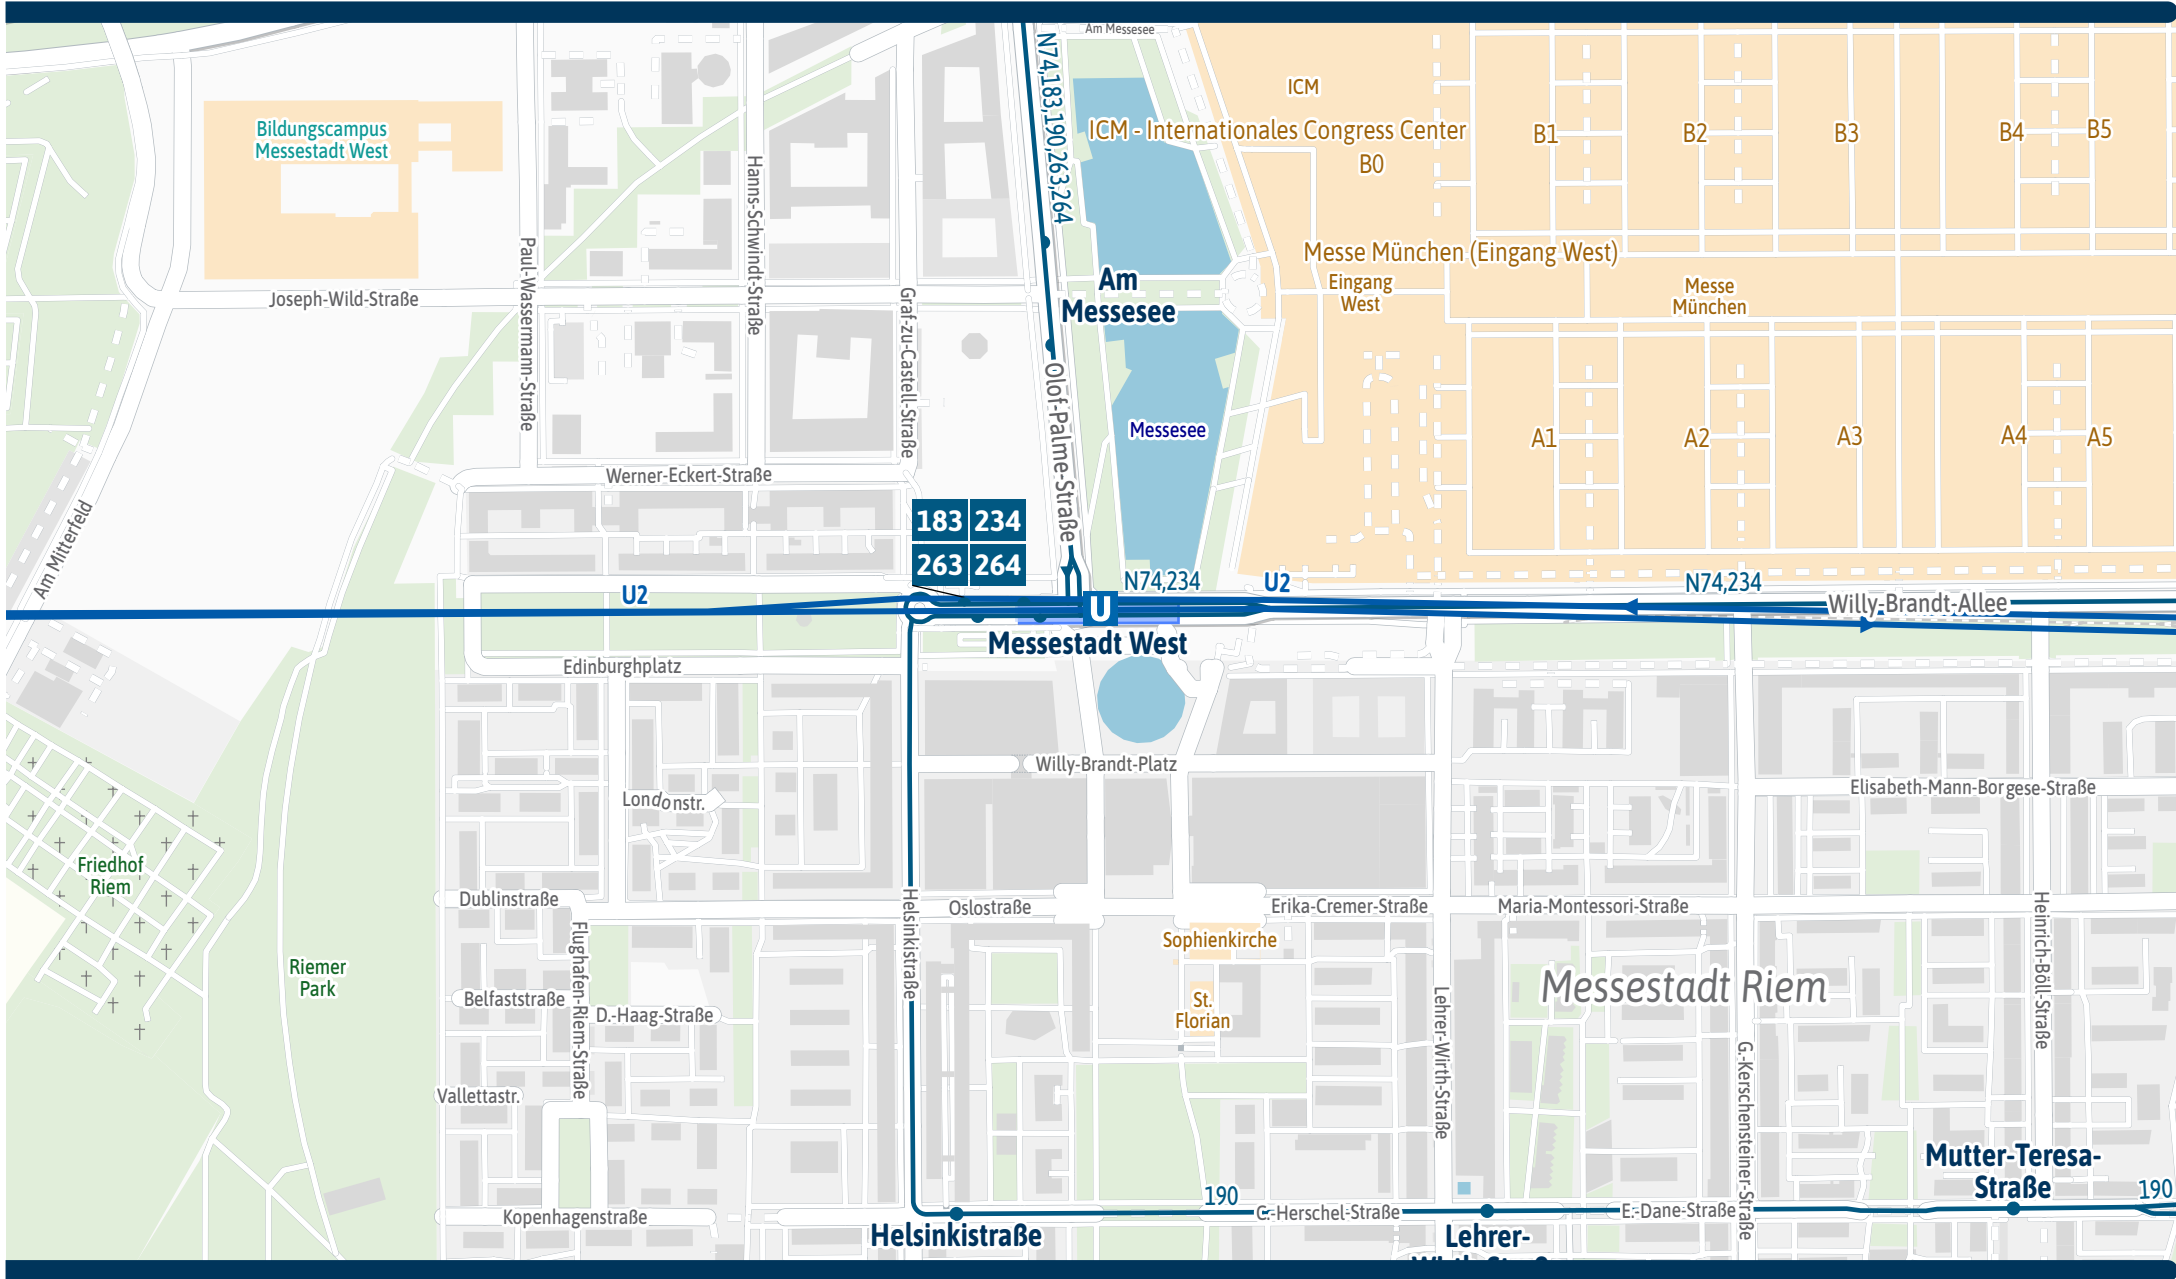 Am Messesee
N74,183,190,263,264
ICM
ICM - Internationales Congress Center
B0
B1
B2
B3
B4
B5
Bildungscampus
Messestadt West
Hanns-Schwindt-Straße
Paul-Wassermann-Straße
Joseph-Wild-Straße
Graf-zu-Castell-Straße
Am
Messesee
Messe München (Eingang West)
Eingang
West
Messe
München
Olof-Palme-Straße
Messesee
A1
A2
A3
A4
A5
Werner-Eckert-Straße
Am Mitterfeld
183
234
263
264
U2
U
N74,234
U2
N74,234
Willy-Brandt-Allee
Messestadt West
Edinburghplatz
Willy-Brandt-Platz
Elisabeth-Mann-Borgese-Straße
Londonstr.
Friedhof
Riem
Dublinstraße
Helsinkistraße
Oslostraße
Erika-Cremer-Straße
Maria-Montessori-Straße
Heinrich-Böll-Straße
Flughafen-Riem-Straße
Sophienkirche
Riemer
Park
Belfaststraße
D.-Haag-Straße
St.
Florian
Messestadt Riem
Lehrer-Wirth-Straße
G.-Kerschensteiner-Straße
Vallettastr.
Mutter-Teresa-
Straße
190
190
Kopenhagenstraße
G.-Herschel-Straße
E.-Dane-Straße
Helsinkistraße
Lehrer-
Wirth-Straße